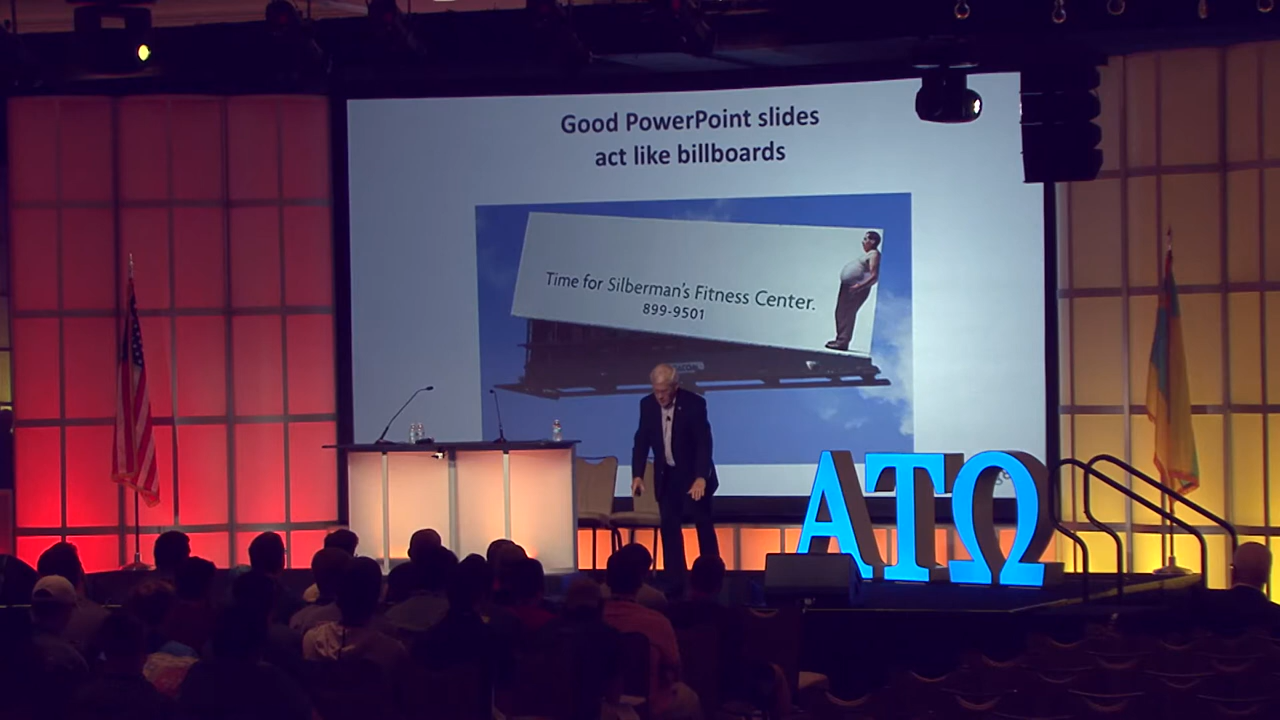 Good PowerPoint slides
act like billboards
Time for Silberman's Fitness Center.
899-9501
ΑΤΩ